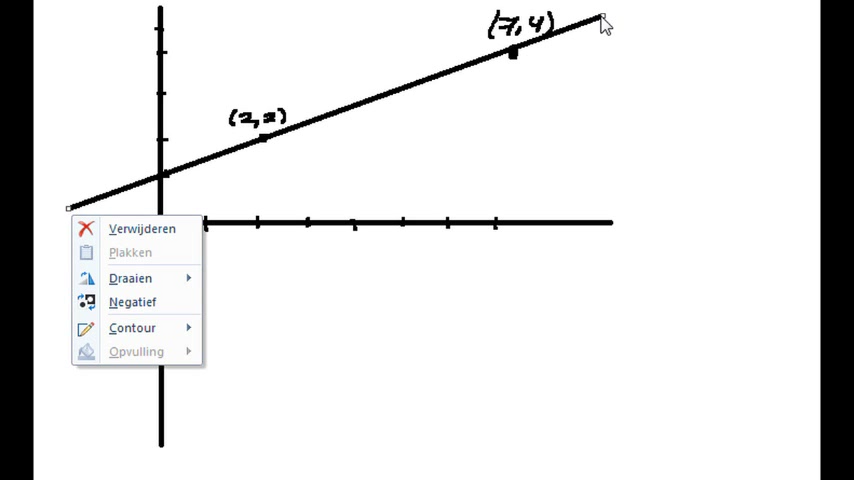 (7,4)
(2,2)
Verwijderen
Plakken
Draaien
Negatief
Contour
Opvulling